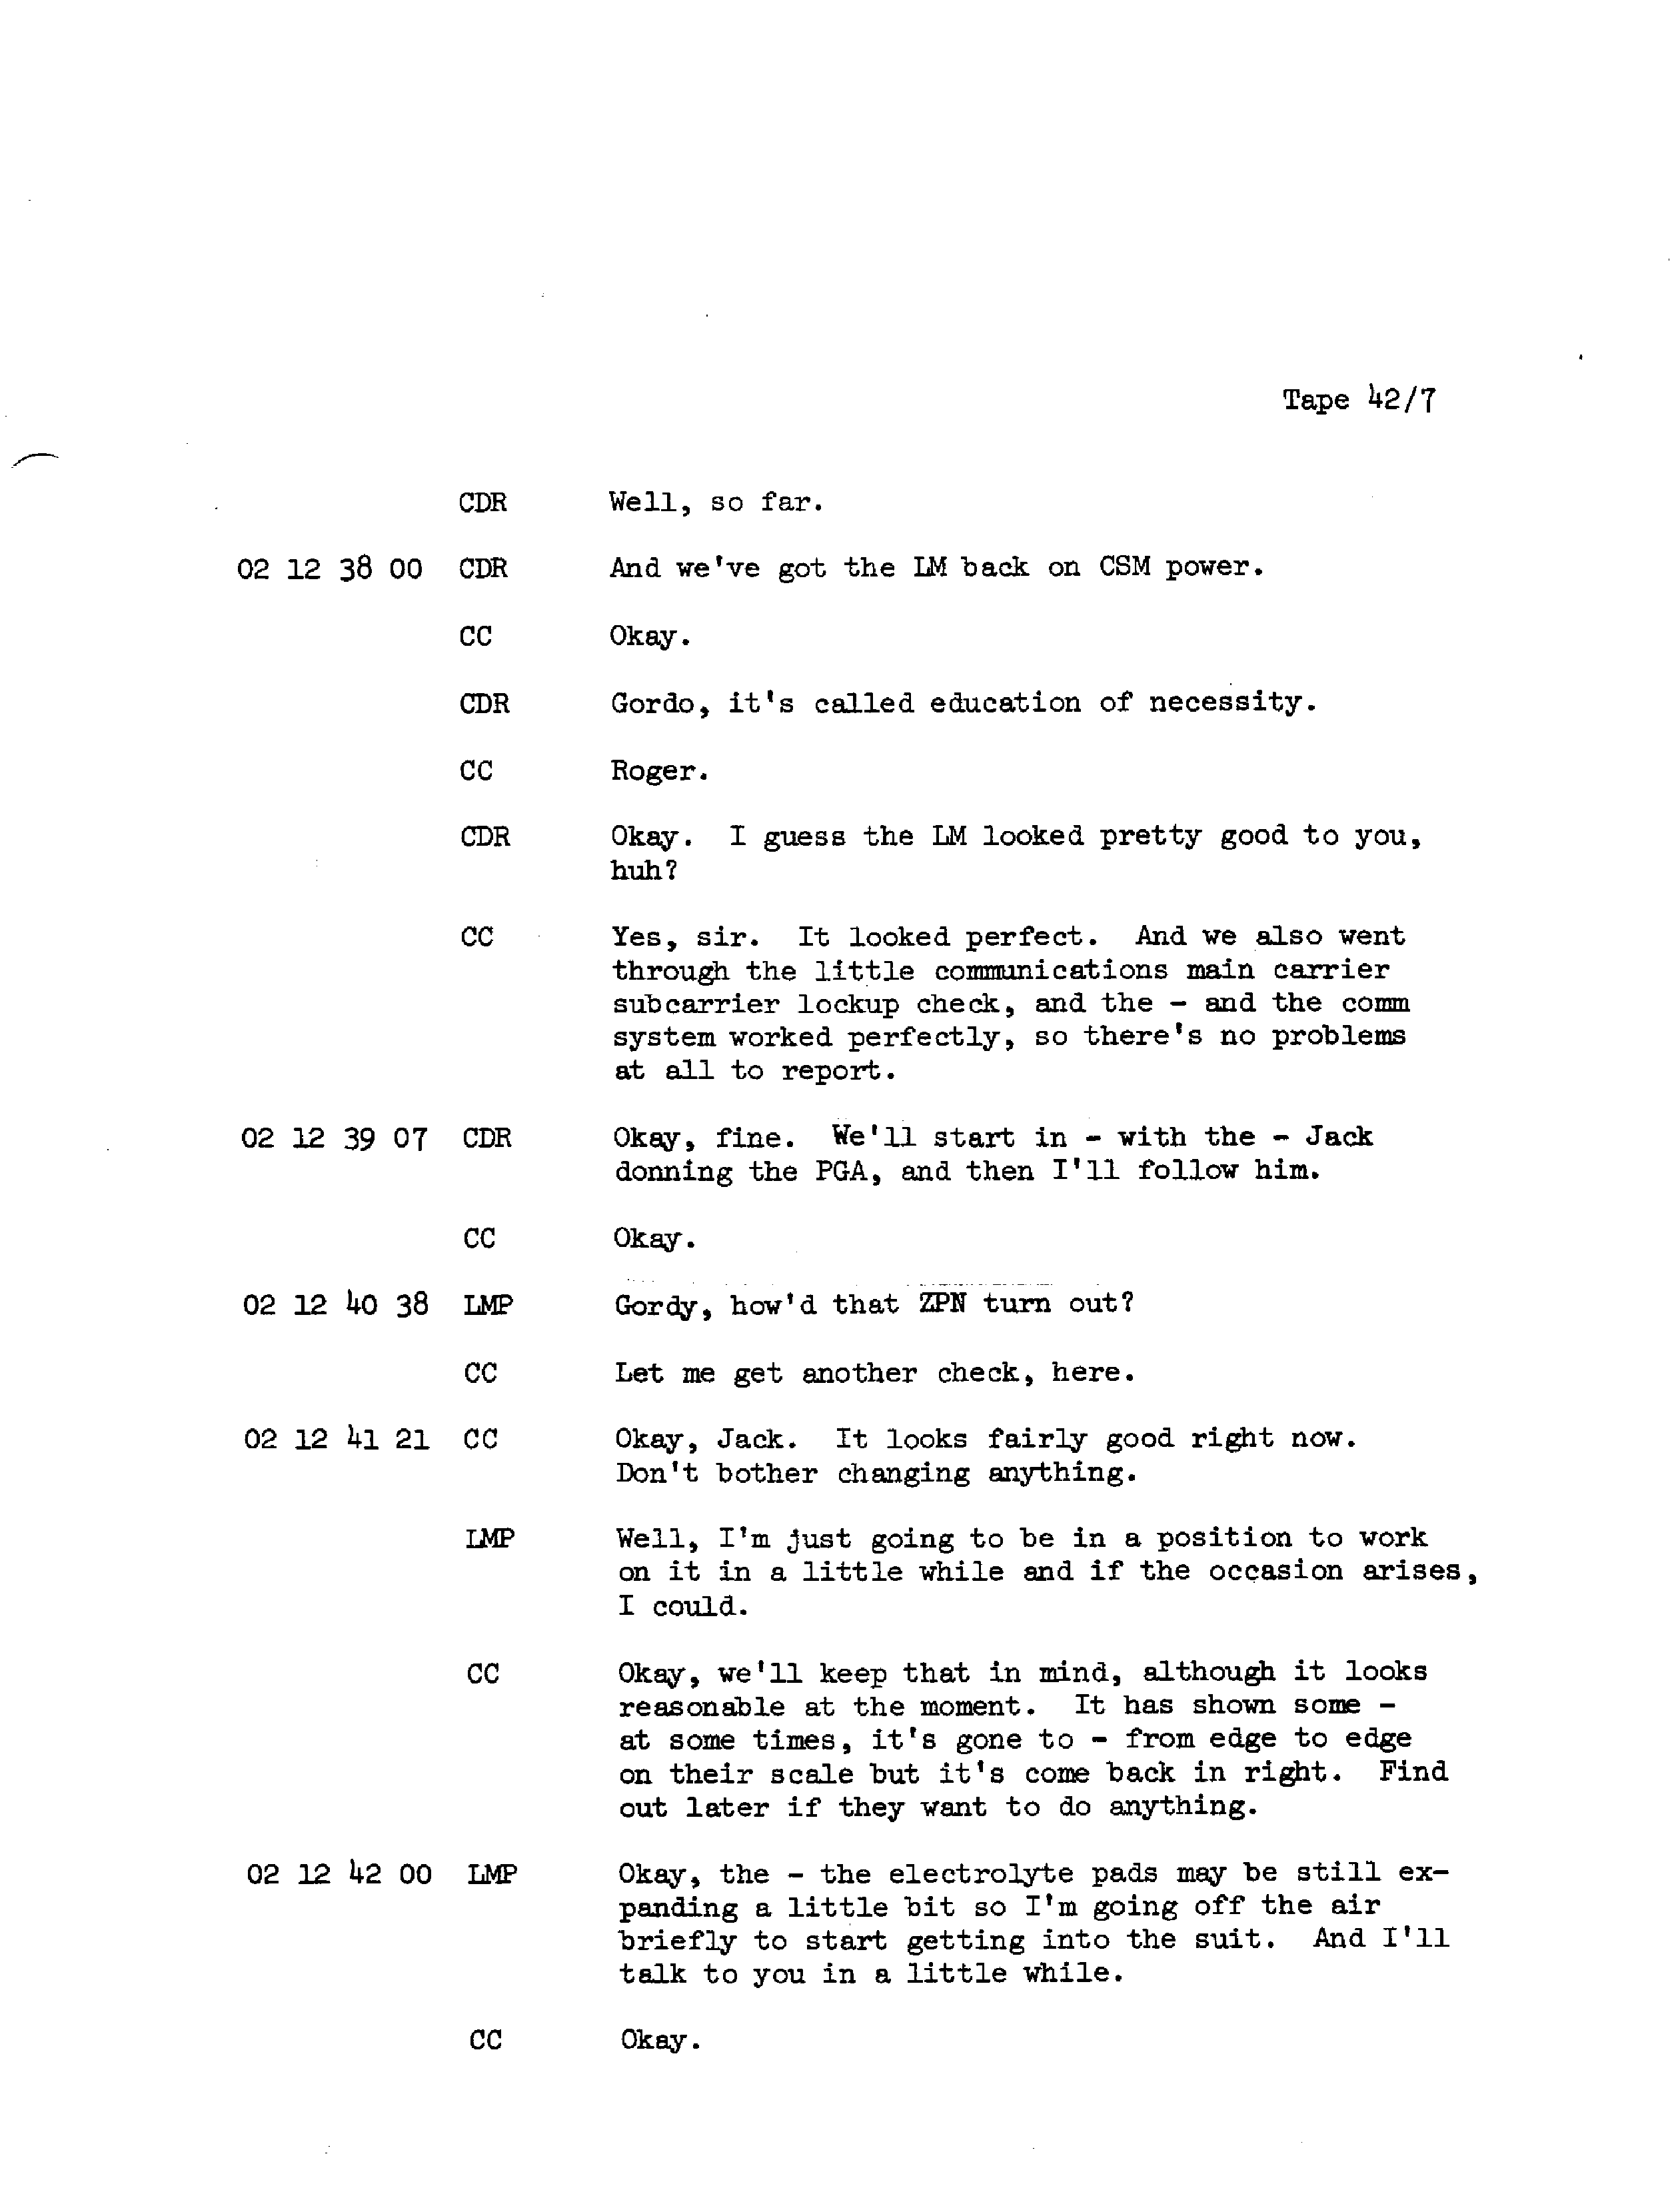 Tape 42/7
CDR Well, so far.
02 12 38 00 CDR And we've got the LM back on CSM power.
CC Okay.
CDR Gordo, it's called education of necessity.
CC Roger.
CDR Okay. I guess the LM looked pretty good to you,
huh?
CC Yes, sir. It looked perfect. And we also went
through the little communications main carrier
subcarrier lockup check, and the - and the comm
system worked perfectly, so there's no problems
at all to report.
02 12 39 07 CDR Okay, fine. We'll start in - with the - Jack
donning the PGA, and then I'll follow him.
CC Okay.
02 12 40 38 LMP Gordy, how'd that ZPN turn out?
CC Let me get another check, here.
02 12 41 21 CC Okay, Jack. It looks fairly good right now.
Don't bother changing anything.
LMP Well, I'm just going to be in a position to work
on it in a little while and if the occasion arises,
I could.
CC Okay, we'll keep that in mind, although it looks
reasonable at the moment. It has shown some -
at some times, it's gone to - from edge to edge
on their scale but it's come back in right. Find
out later if they want to do anything.
02 12 42 00 LMP Okay, the - the electrolyte pads may be still ex-
panding a little bit so I'm going off the air
briefly to start getting into the suit. And I'll
talk to you in a little while.
CC Okay.